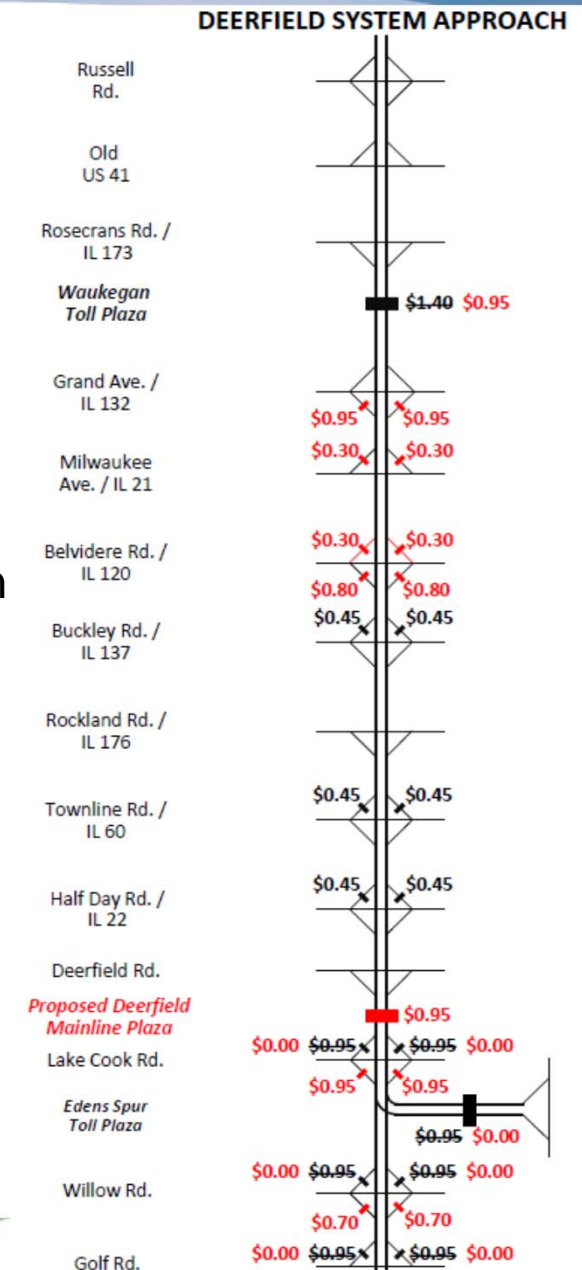 DEERFIELD SYSTEM APPROACH
Russell
Rd.
Old
US 41
Rosecrans Rd. /
IL 173
Waukegan
Toll Plaza
$1.40 $0.95
Grand Ave. /
IL 132
$0.95 $0.95
$0.30 $0.30
Milwaukee
Ave. / IL 21
$0.30 $0.30
Belvidere Rd. /
IL 120
n
$0.80 $0.80
$0.45 $0.45
Buckley Rd. /
IL 137
Rockland Rd. /
IL 176
$0.45 $0.45
Townline Rd. /
IL 60
$0.45 $0.45
Half Day Rd. /
IL 22
Deerfield Rd.
Proposed Deerfield
Mainline Plaza
$0.95
$0.00 $0.95 $0.95 $0.00
Lake Cook Rd.
$0.95 $0.95
Edens Spur
Toll Plaza
$0.95 $0.00
$0.00 $0.95 $0.95 $0.00
Willow Rd.
$0.70 $0.70
$0.00 $0.95 $0.95 $0.00
Golf Rd.